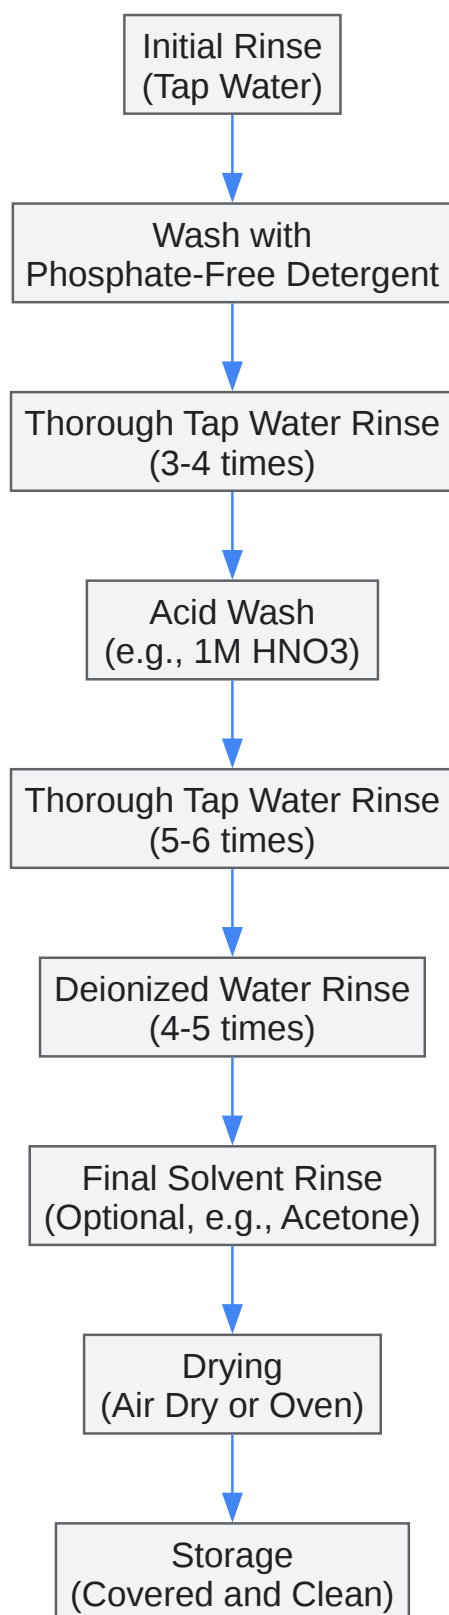 Initial Rinse
(Tap Water)
Wash with
Phosphate-Free Detergent
Thorough Tap Water Rinse
(3-4 times)
Acid Wash
(e.g., 1M HNO3)
Thorough Tap Water Rinse
(5-6 times)
Deionized Water Rinse
(4-5 times)
Final Solvent Rinse
(Optional, e.g., Acetone)
Drying
(Air Dry or Oven)
Storage
(Covered and Clean)